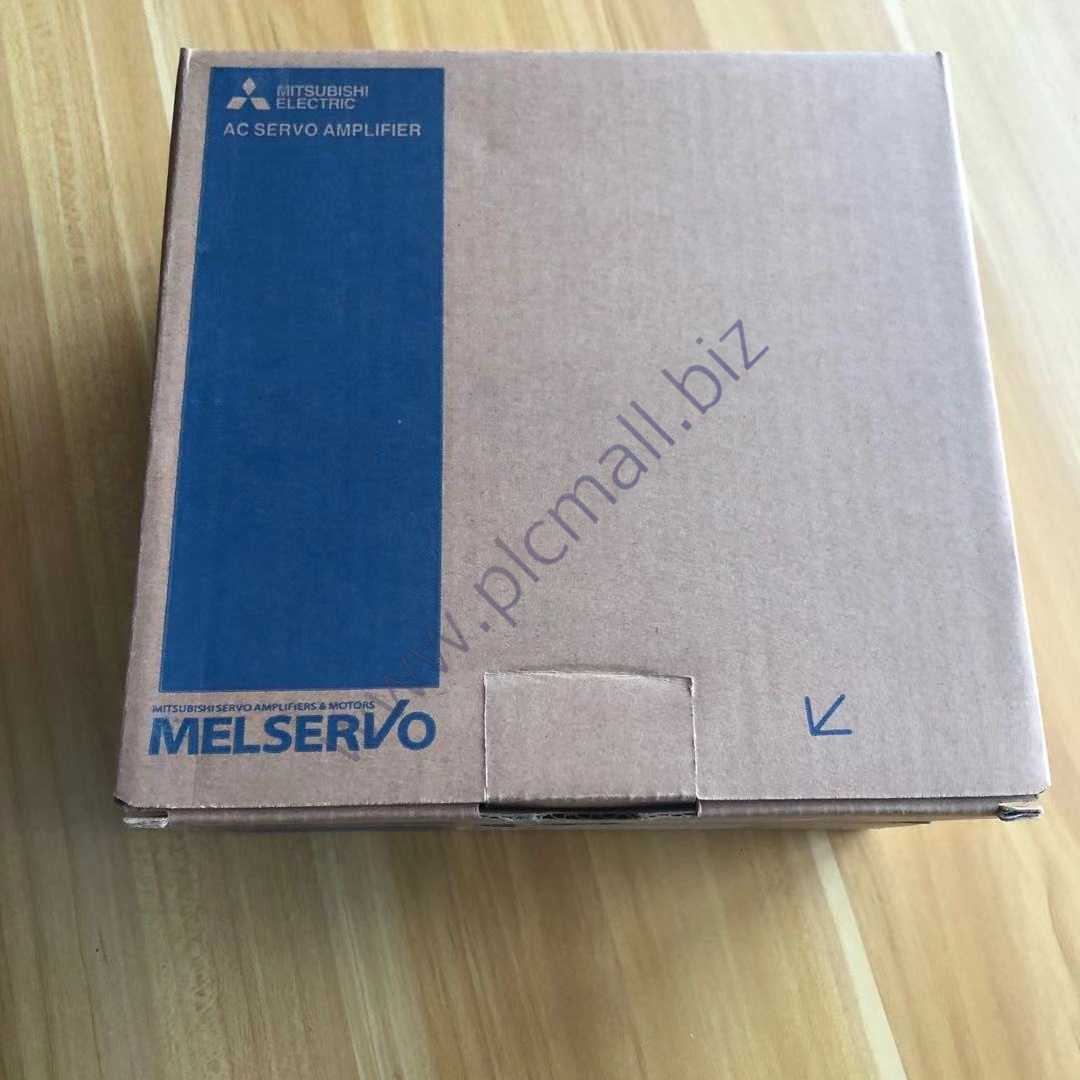 MITSUBISHI
ELECTRIC
AC SERVO AMPLIFIER
www.plcmall.biz
MITSUBISHI SERVO AMPLIFIERS & MOTORS
MELSERVO